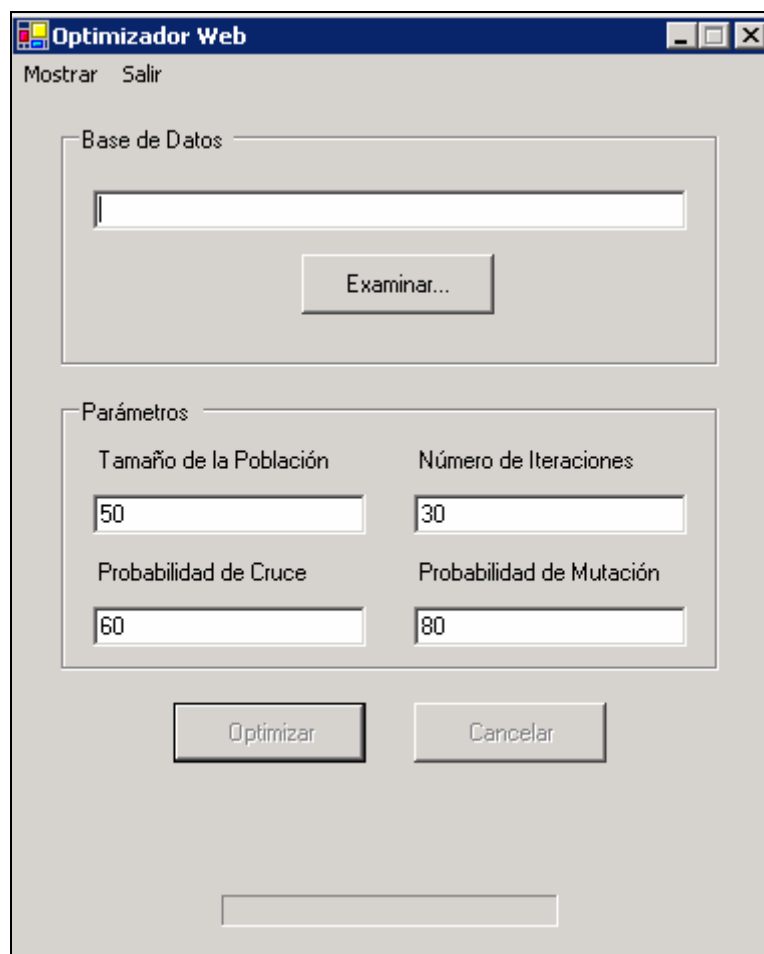 Optimizador Web
Mostrar Salir
Base de Datos
Examinar...
Parámetros
Tamaño de la Población Número de Iteraciones
50 30
Probabilidad de Cruce Probabilidad de Mutación
60 80
Optimizar Cancelar